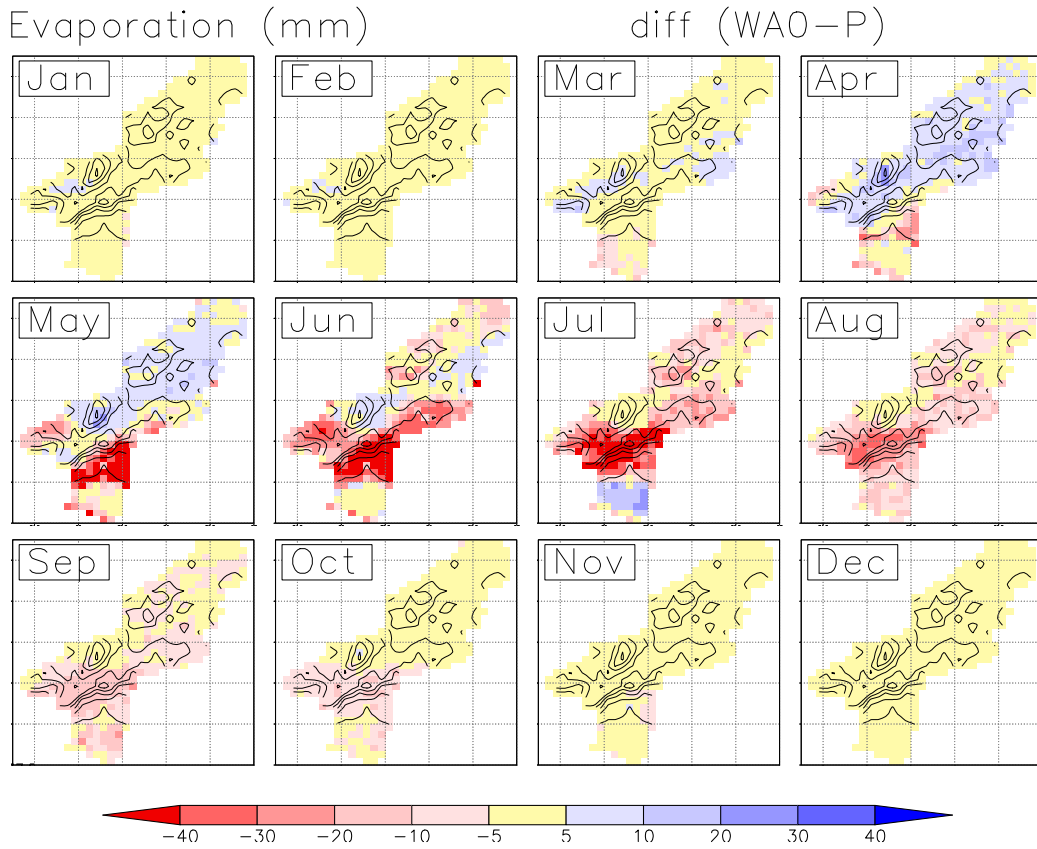 Evaporation (mm) diff (WA0-P)
Jan Feb Mar Apr
May Jun Jul Aug
Sep Oct Nov Dec
-40 -30 -20 -10 -5 5 10 20 30 40